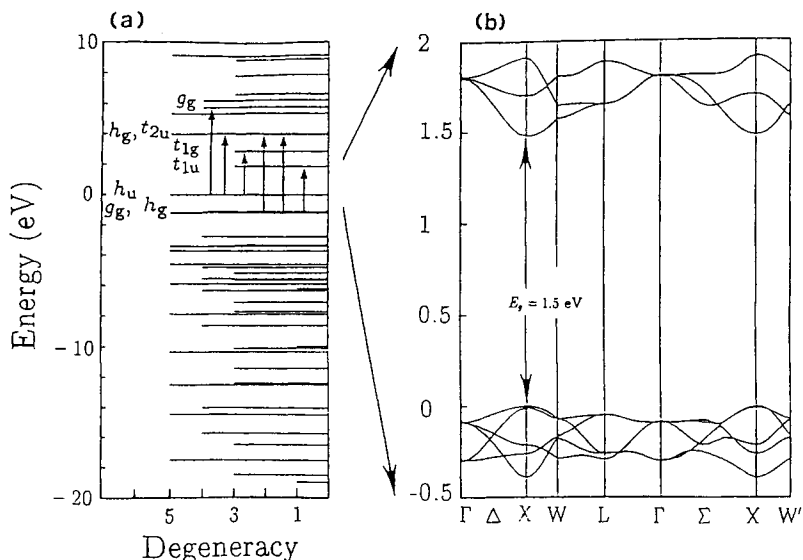 (a)
(b)
Energy (eV)
10
0
-10
-20
g_g
h_g, t_2u
t_1g
t_1u
h_u
g_g, h_g
5 3 1
Degeneracy
2
1.5
1
0.5
0
-0.5
E_g = 1.5 eV
Γ Δ X W L Γ Σ X W'